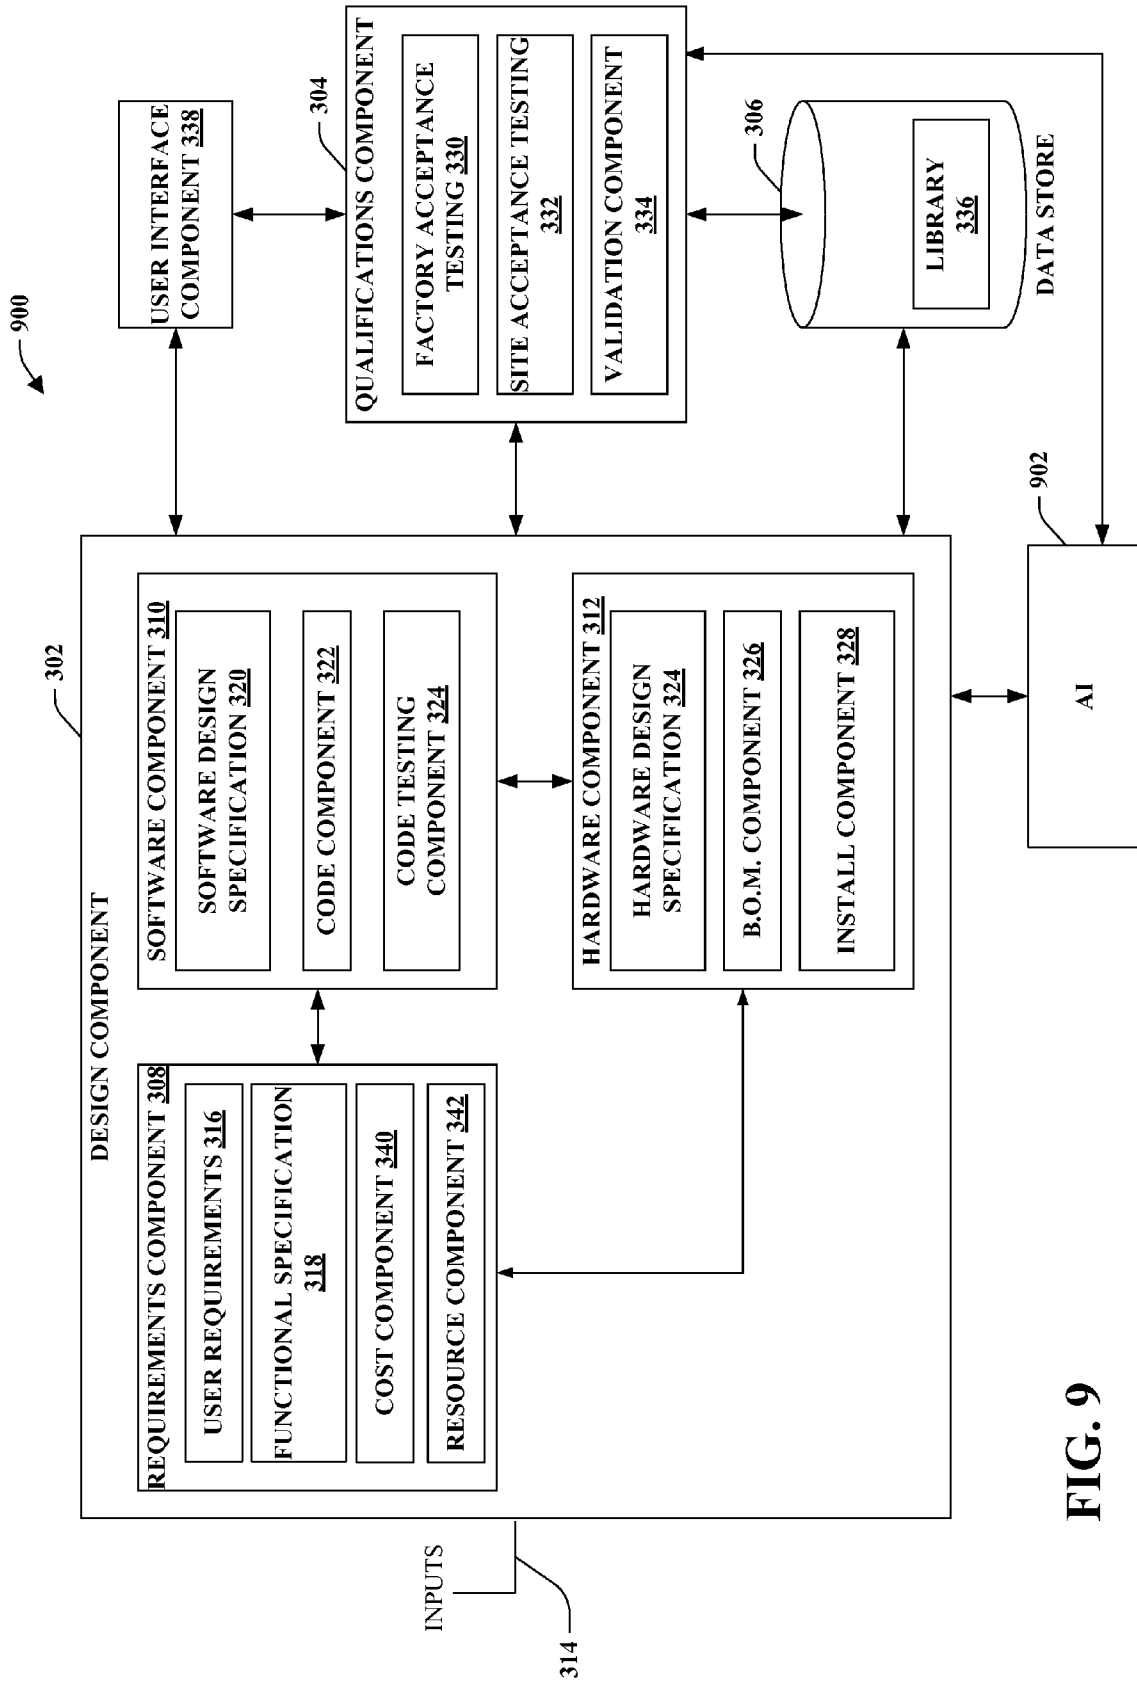 900
302
DESIGN COMPONENT
REQUIREMENTS COMPONENT 308
USER REQUIREMENTS 316
FUNCTIONAL SPECIFICATION
318
COST COMPONENT 340
RESOURCE COMPONENT 342
SOFTWARE COMPONENT 310
SOFTWARE DESIGN
SPECIFICATION 320
CODE COMPONENT 322
CODE TESTING
COMPONENT 324
HARDWARE COMPONENT 312
HARDWARE DESIGN
SPECIFICATION 324
B.O.M. COMPONENT 326
INSTALL COMPONENT 328
INPUTS
314
USER INTERFACE
COMPONENT 338
304
QUALIFICATIONS COMPONENT
FACTORY ACCEPTANCE
TESTING 330
SITE ACCEPTANCE TESTING
332
VALIDATION COMPONENT
334
306
LIBRARY
336
DATA STORE
902
AI
FIG. 9